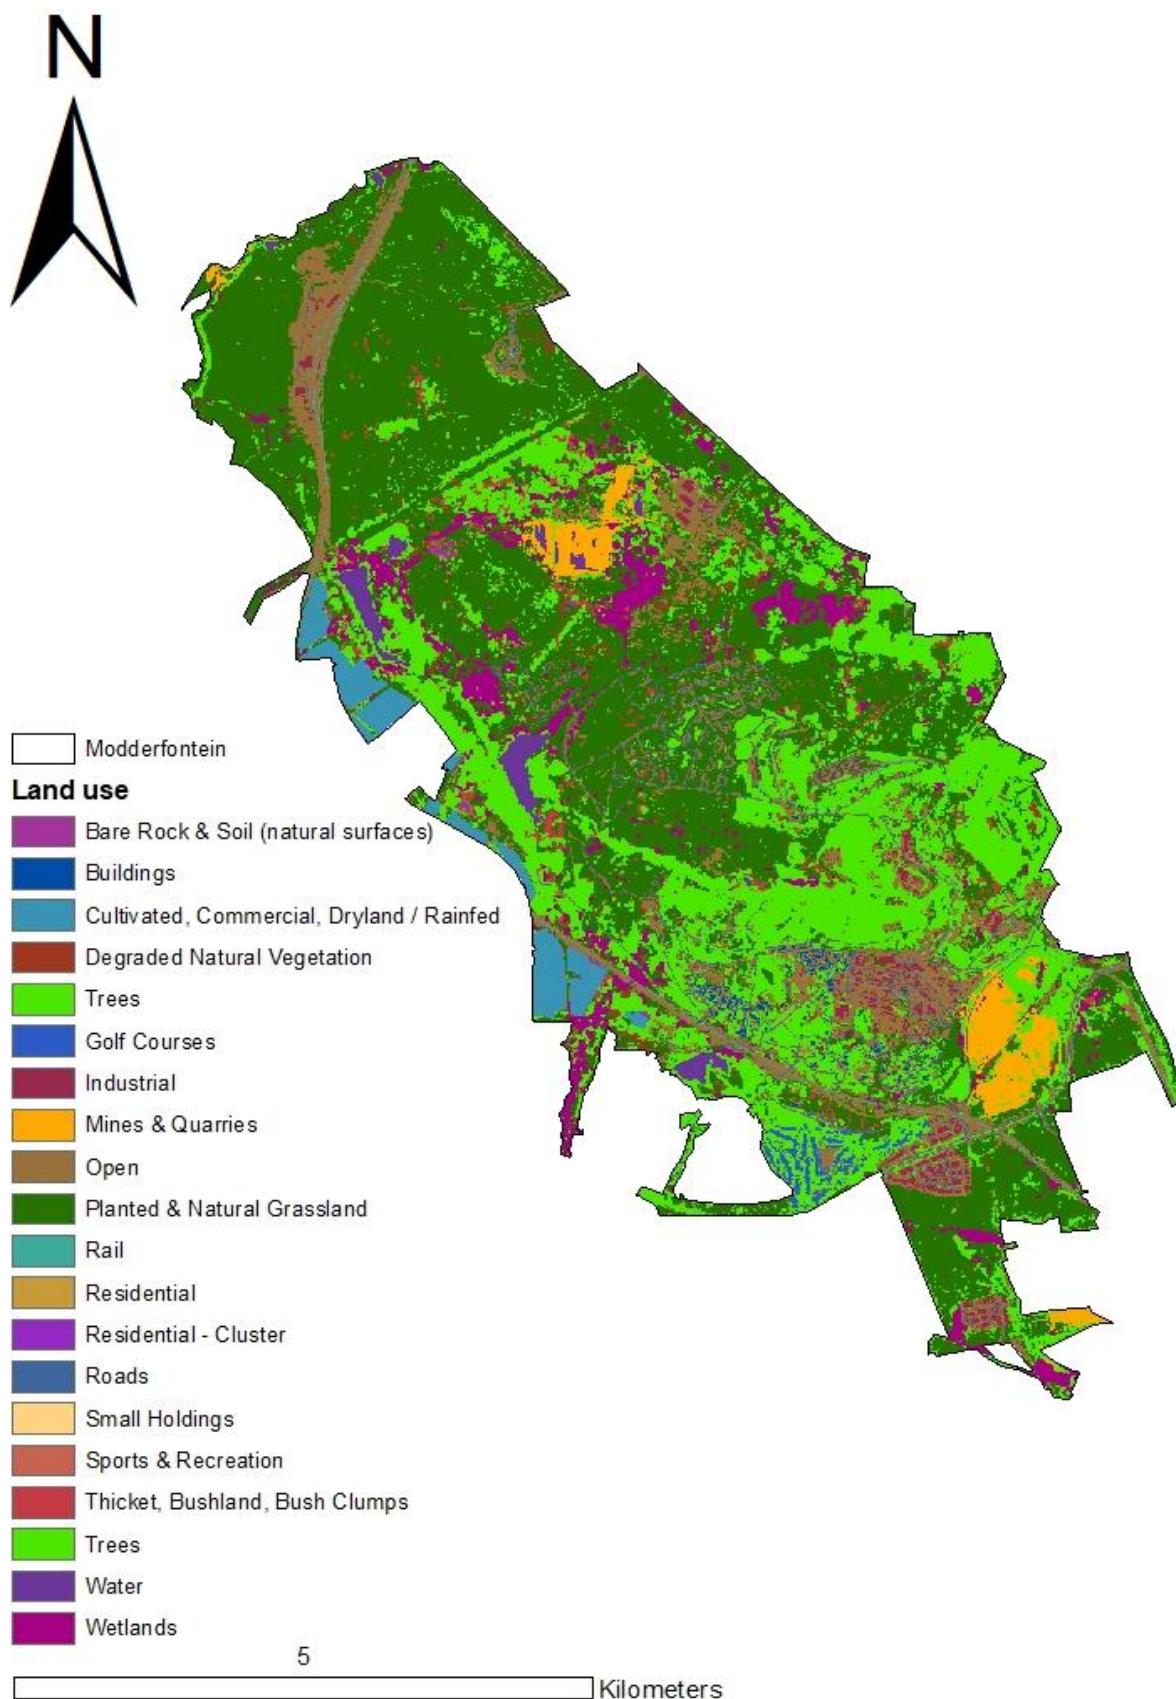 N
Modderfontein
Land use
Bare Rock & Soil (natural surfaces)
Buildings
Cultivated, Commercial, Dryland / Rainfed
Degraded Natural Vegetation
Trees
Golf Courses
Industrial
Mines & Quarries
Open
Planted & Natural Grassland
Rail
Residential
Residential - Cluster
Roads
Small Holdings
Sports & Recreation
Thicket, Bushland, Bush Clumps
Trees
Water
Wetlands
5
Kilometers